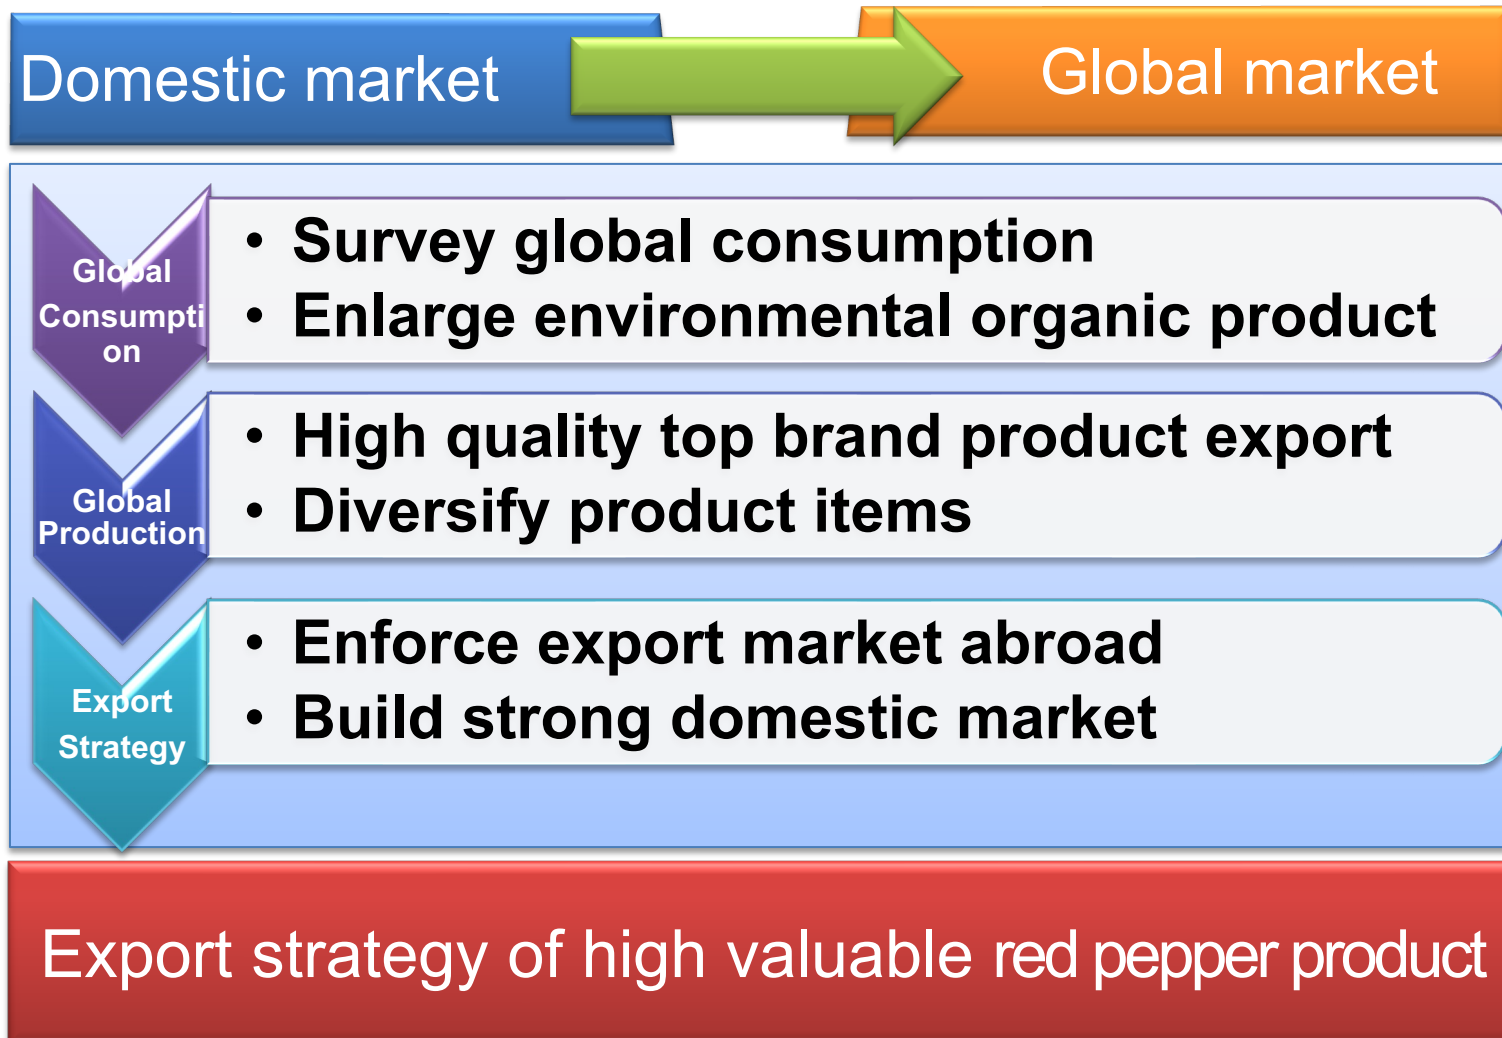 Domestic market
Global market
Global
Consumpti
on
• Survey global consumption
• Enlarge environmental organic product
Global
Production
• High quality top brand product export
• Diversify product items
Export
Strategy
• Enforce export market abroad
• Build strong domestic market
Export strategy of high valuable red pepper product